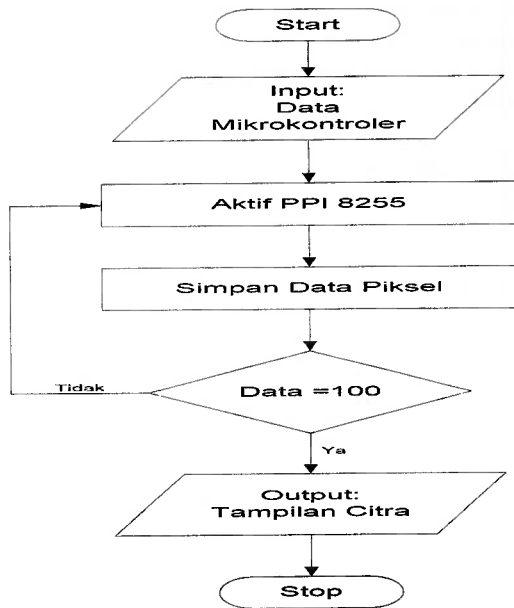 Start
Input:
Data
Mikrokontroler
Aktif PPI 8255
Simpan Data Piksel
Tidak
Data =100
Ya
Output:
Tampilan Citra
Stop